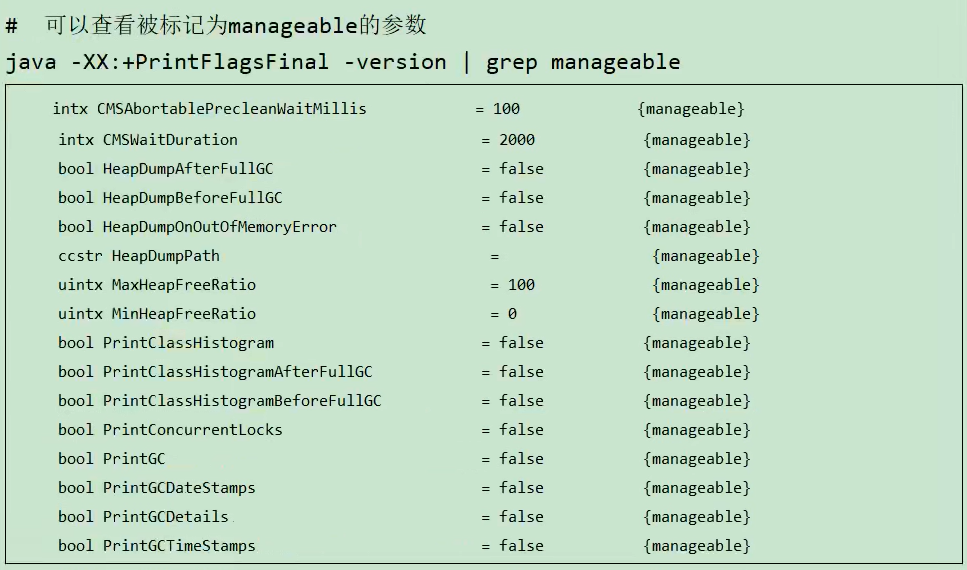 # 可以查看被标记为manageable的参数
java -XX:+PrintFlagsFinal -version | grep manageable
intx CMSAbortablePrecleanWaitMillis = 100 {manageable}
intx CMSWaitDuration = 2000 {manageable}
bool HeapDumpAfterFullGC = false {manageable}
bool HeapDumpBeforeFullGC = false {manageable}
bool HeapDumpOnOutOfMemoryError = false {manageable}
ccstr HeapDumpPath = {manageable}
uintx MaxHeapFreeRatio = 100 {manageable}
uintx MinHeapFreeRatio = 0 {manageable}
bool PrintClassHistogram = false {manageable}
bool PrintClassHistogramAfterFullGC = false {manageable}
bool PrintClassHistogramBeforeFullGC = false {manageable}
bool PrintConcurrentLocks = false {manageable}
bool PrintGC = false {manageable}
bool PrintGCDateStamps = false {manageable}
bool PrintGCDetails = false {manageable}
bool PrintGCTimeStamps = false {manageable}